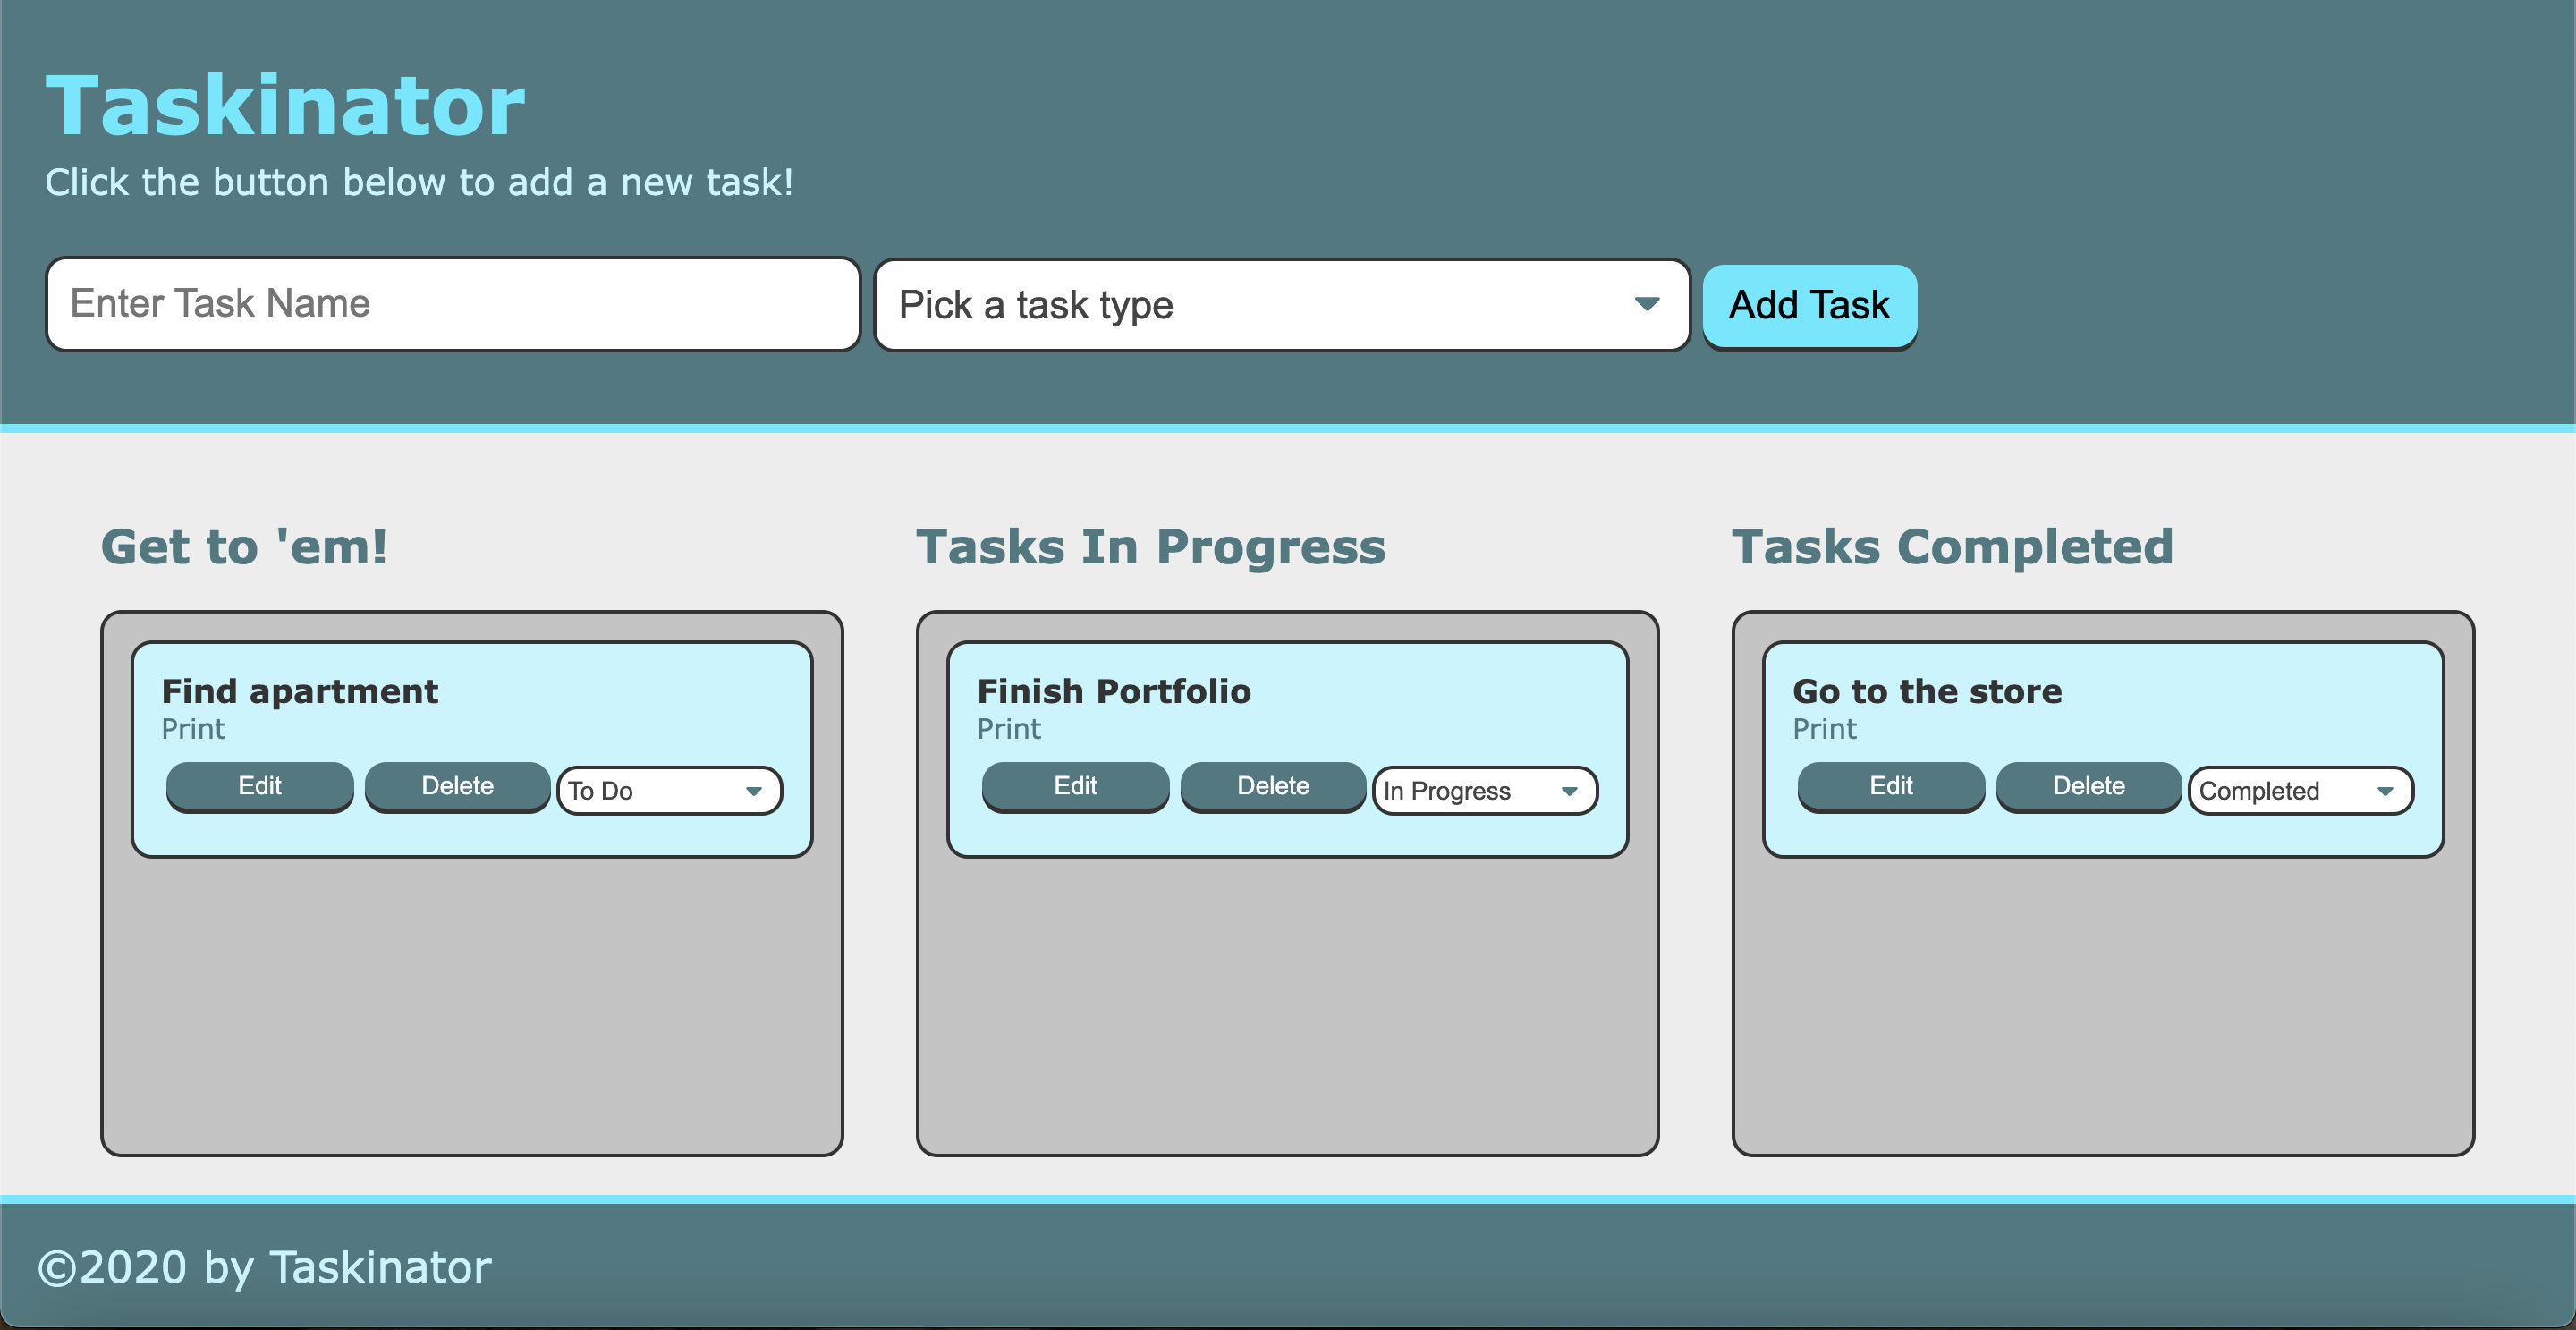 Taskinator
Click the button below to add a new task!
Enter Task Name
Pick a task type
Add Task
Get to 'em!
Find apartment
Print
Edit
Delete
To Do
Tasks In Progress
Finish Portfolio
Print
Edit
Delete
In Progress
Tasks Completed
Go to the store
Print
Edit
Delete
Completed
©2020 by Taskinator